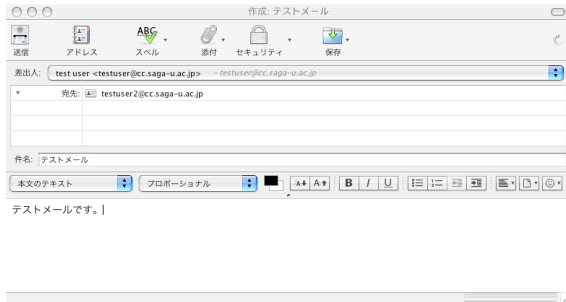 作成: テストメール
送信 アドレス スペル 添付 セキュリティ 保存
差出人: test user <testuser@cc.saga-u.ac.jp> - testuser@cc.saga-u.ac.jp
宛先: testuser2@cc.saga-u.ac.jp
件名: テストメール
本文のテキスト プロポーショナル A A B I U
テストメールです。